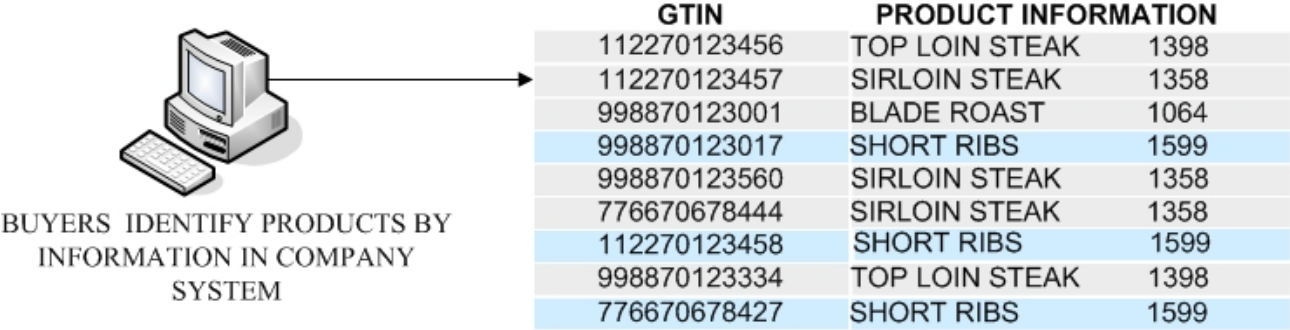 GTIN PRODUCT INFORMATION
112270123456 TOP LOIN STEAK 1398
112270123457 SIRLOIN STEAK 1358
998870123001 BLADE ROAST 1064
998870123017 SHORT RIBS 1599
998870123560 SIRLOIN STEAK 1358
776670678444 SIRLOIN STEAK 1358
112270123458 SHORT RIBS 1599
998870123334 TOP LOIN STEAK 1398
776670678427 SHORT RIBS 1599
BUYERS IDENTIFY PRODUCTS BY
INFORMATION IN COMPANY
SYSTEM